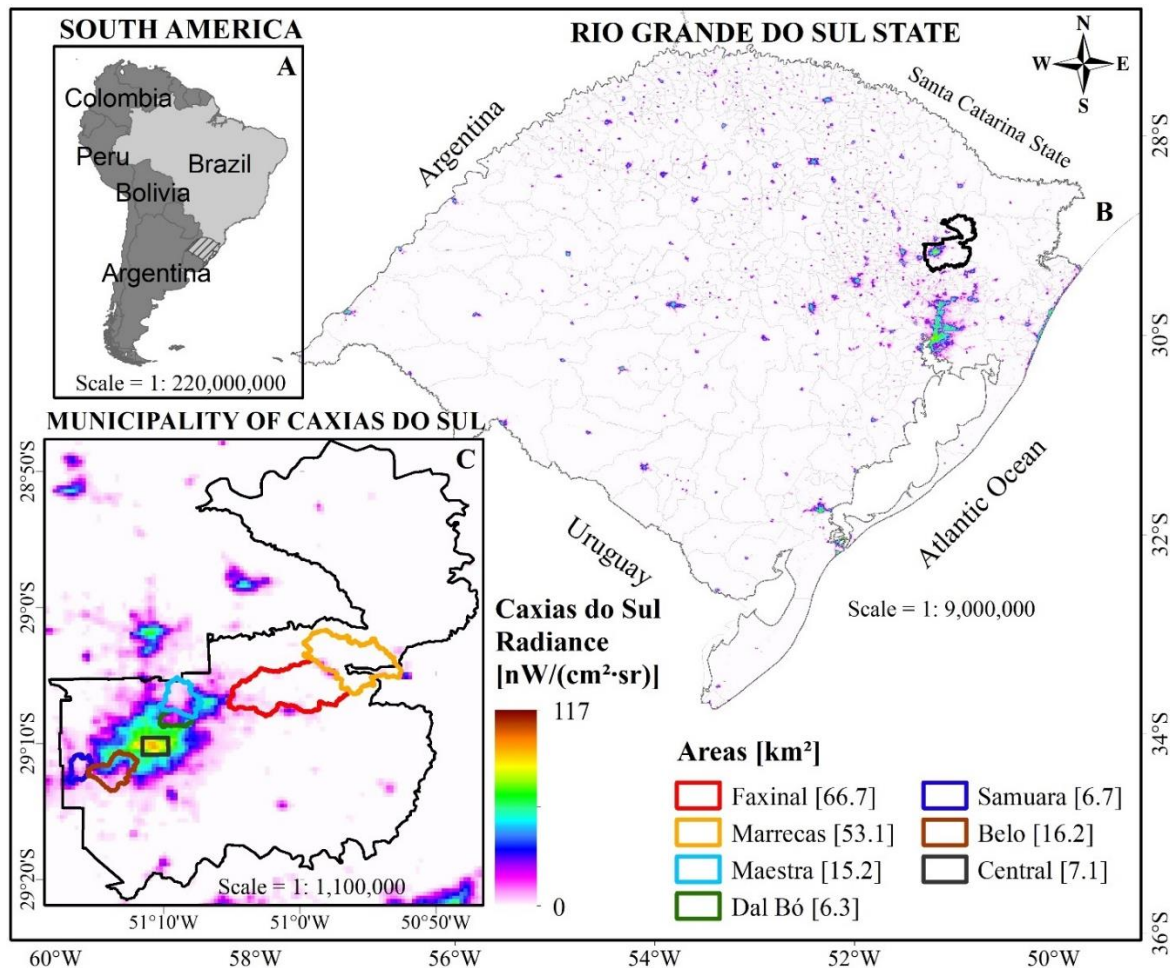 SOUTH AMERICA
A
Colombia
Peru
Brazil
Bolivia
Argentina
Scale = 1: 220,000,000
RIO GRANDE DO SUL STATE
N
W
E
S
Argentina
Santa Catarina State
B
Uruguay
Atlantic Ocean
Scale = 1: 9,000,000
28°S
30°S
32°S
34°S
36°S
MUNICIPALITY OF CAXIAS DO SUL
C
28°50'S
29°0'S
29°10'S
29°20'S
Scale = 1: 1,100,000
51°10'W
51°0'W
50°50'W
Caxias do Sul
Radiance
[nW/(cm²·sr)]
117
0
Areas [km²]
Faxinal [66.7]
Marrecas [53.1]
Maestra [15.2]
Dal Bó [6.3]
Samuara [6.7]
Belo [16.2]
Central [7.1]
60°W
58°W
56°W
54°W
52°W
50°W